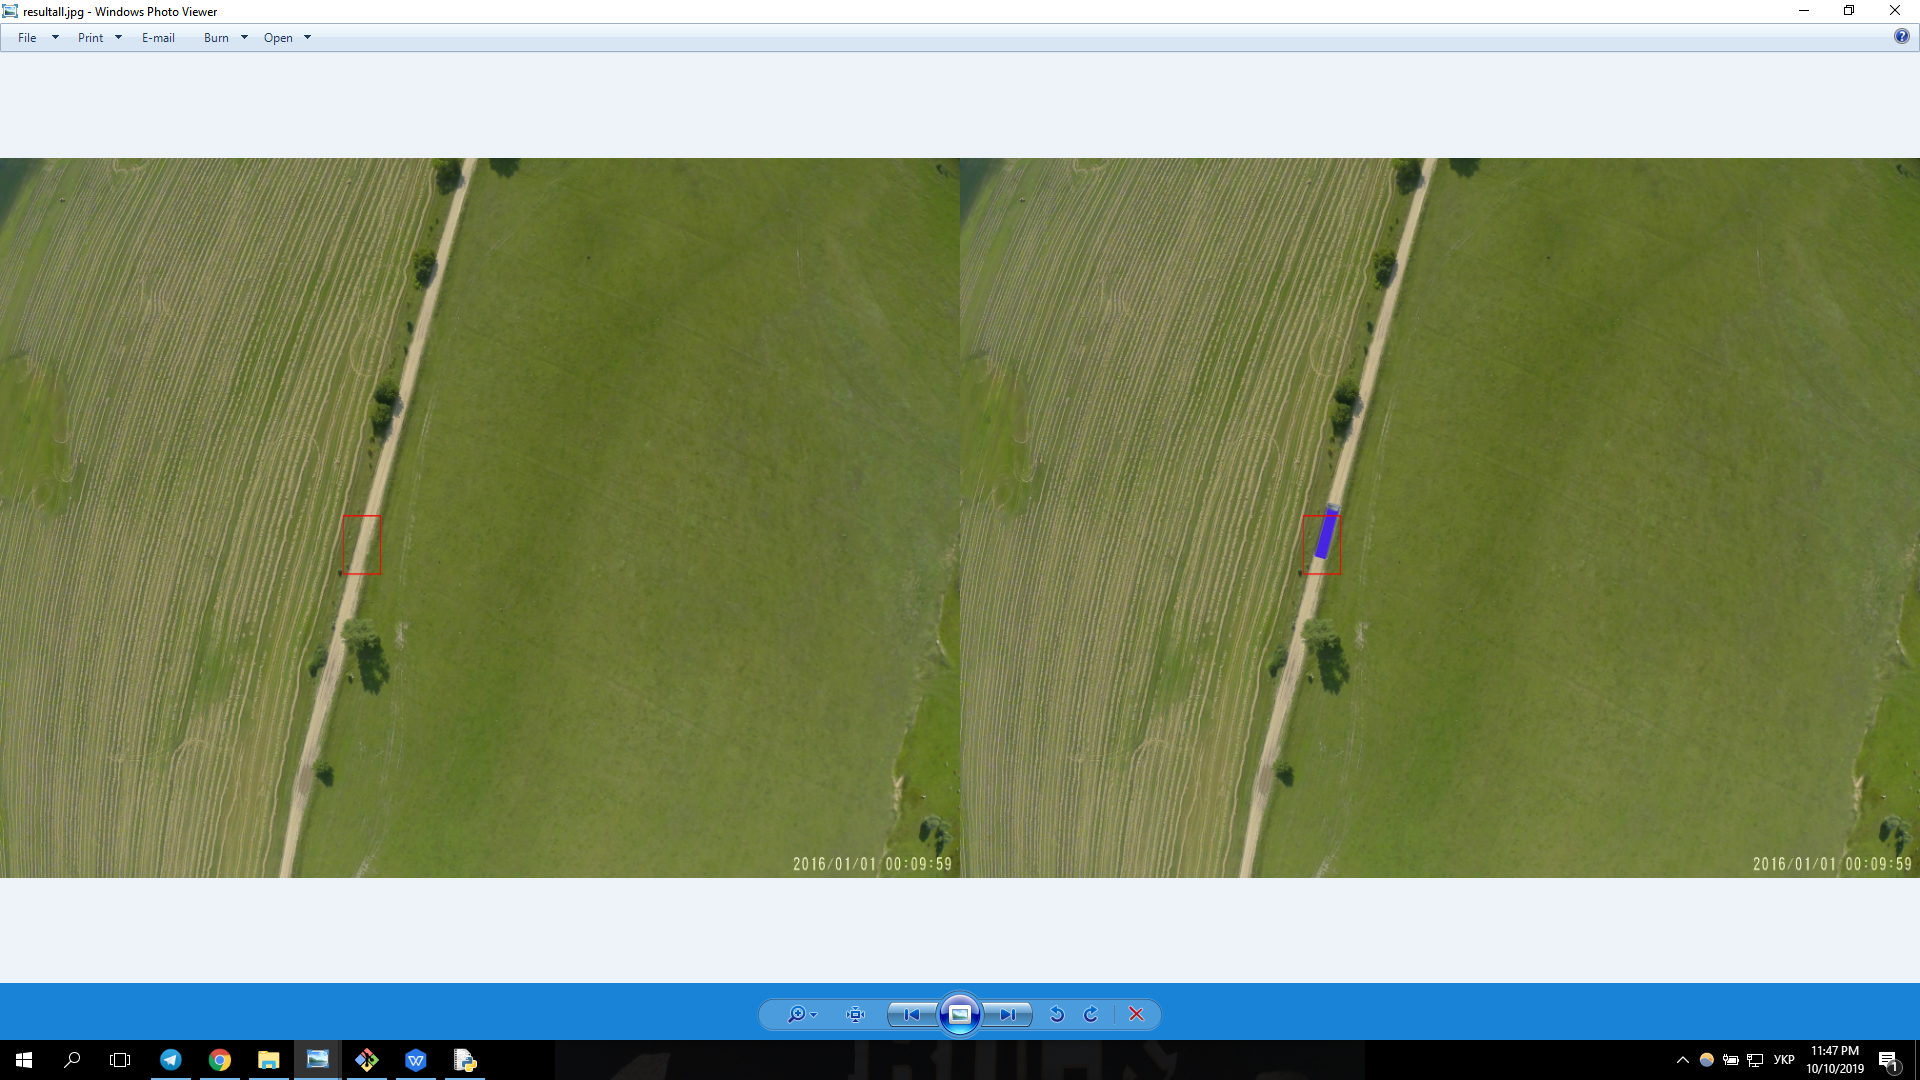 resultall.jpg - Windows Photo Viewer
File Print E-mail Burn Open
2016/01/01 00:09:59 2016/01/01 00:09:59
УКР
11:47 PM
10/10/2019
1